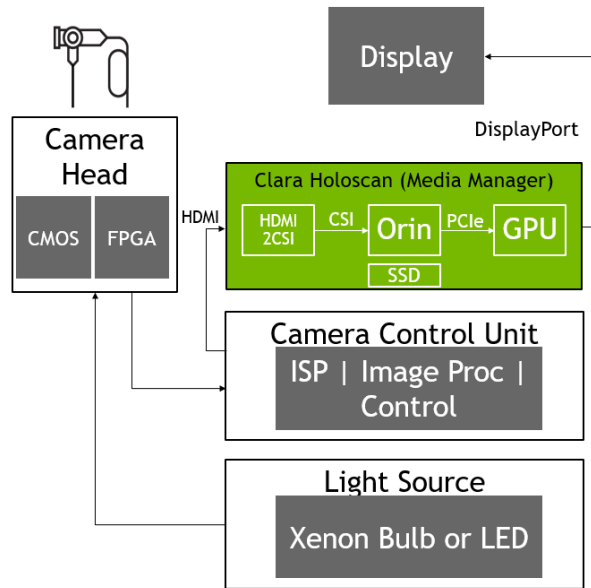 Display
DisplayPort
Camera
Head
CMOS
FPGA
HDMI
Clara Holoscan (Media Manager)
HDMI
2CSI
CSI
Orin
PCIe
GPU
SSD
Camera Control Unit
ISP | Image Proc |
Control
Light Source
Xenon Bulb or LED